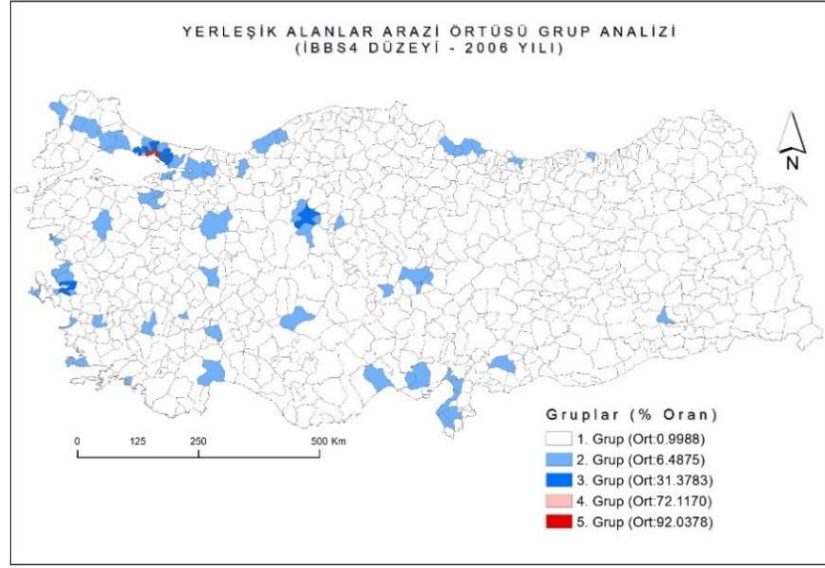 YERLEŞİK ALANLAR ARAZİ ÖRTÜSÜ GRUP ANALİZİ
(İBBS4 DÜZEYİ - 2006 YILI)
N
Gruplar (% Oran)
1. Grup (Ort:0.9988)
2. Grup (Ort:6.4875)
3. Grup (Ort:31.3783)
4. Grup (Ort:72.1170)
5. Grup (Ort:92.0378)
0 125 250 500 Km